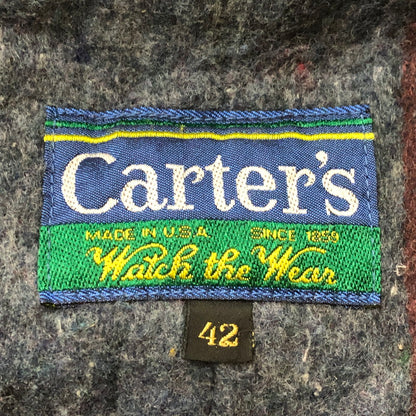 Carter's
MADE IN U.S.A SINCE 1859
Watch the Wear
42